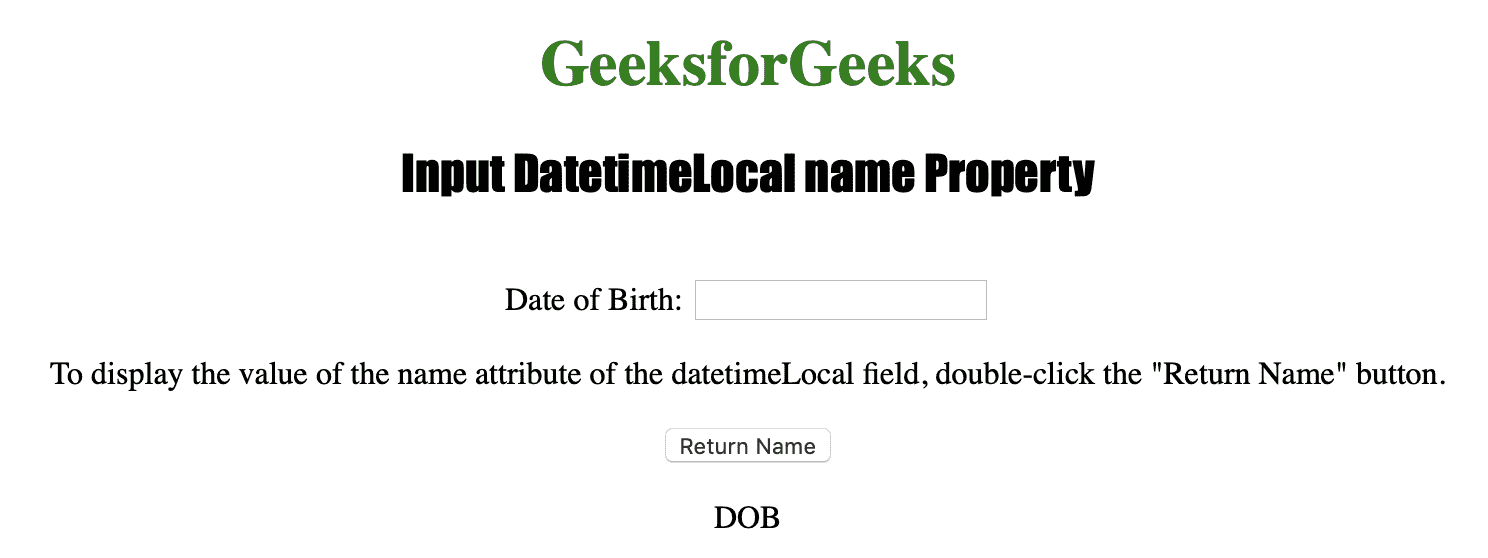 GeeksforGeeks
Input DatetimeLocal name Property
Date of Birth:
To display the value of the name attribute of the datetimeLocal field, double-click the "Return Name" button.
Return Name
DOB